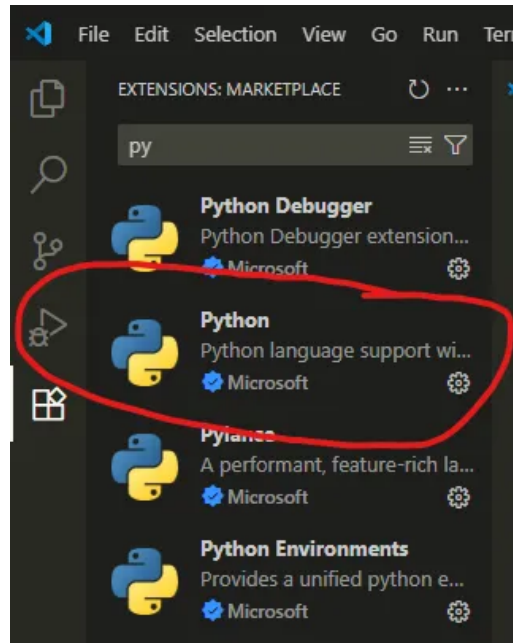 File Edit Selection View Go Run Ter
EXTENSIONS: MARKETPLACE
py
Python Debugger
Python Debugger extension...
Microsoft
Python
Python language support wi...
Microsoft
Pylance
A performant, feature-rich la...
Microsoft
Python Environments
Provides a unified python e...
Microsoft